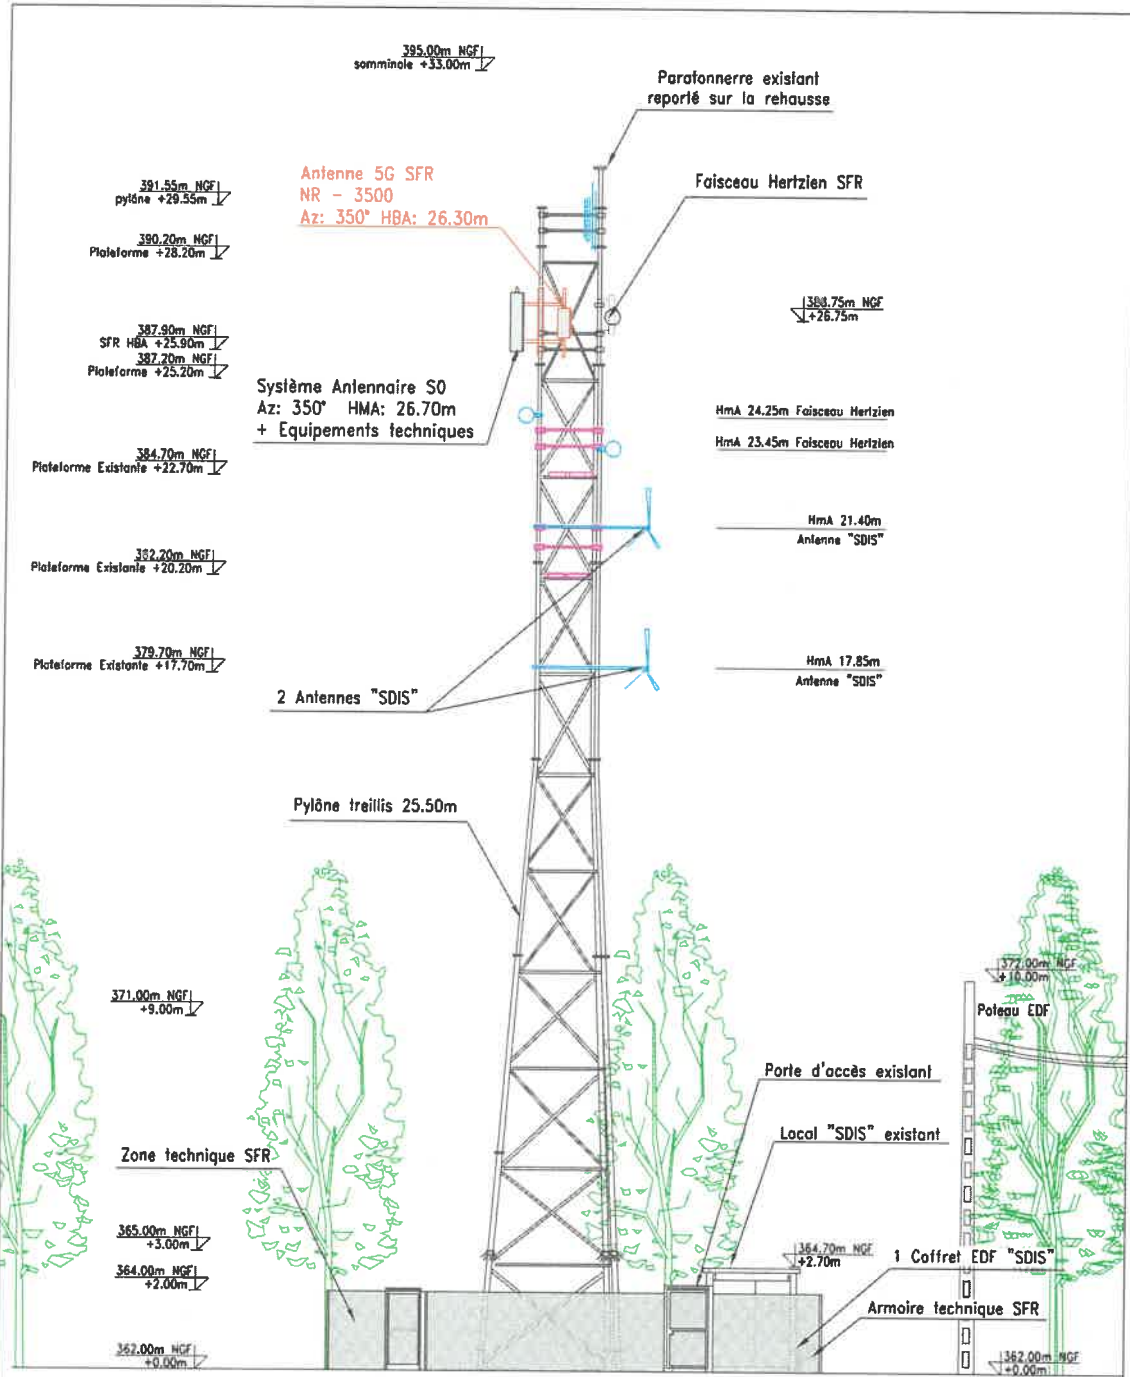 395.00m NGF
somminale +33.00m
Paratonnerre existant
reporté sur la rehausse
Antenne 5G SFR
NR - 3500
Az: 350° HBA: 26.30m
Faisceau Hertzien SFR
391.55m NGF
pylône +29.55m
390.20m NGF
Plateforme +28.20m
388.75m NGF
+26.75m
387.90m NGF
SFR HBA +25.90m
387.20m NGF
Plateforme +25.20m
Système Antennaire S0
Az: 350° HMA: 26.70m
+ Equipements techniques
HmA 24.25m Faisceau Hertzien
HmA 23.45m Faisceau Hertzien
384.70m NGF
Plateforme Existante +22.70m
HmA 21.40m
Antenne "SDIS"
382.20m NGF
Plateforme Existante +20.20m
379.70m NGF
Plateforme Existante +17.70m
HmA 17.85m
Antenne "SDIS"
2 Antennes "SDIS"
Pylône treillis 25.50m
372.00m NGF
+10.00m
Poteau EDF
371.00m NGF
+9.00m
Porte d'accès existant
Local "SDIS" existant
Zone technique SFR
365.00m NGF
+3.00m
364.70m NGF
+2.70m
1 Coffret EDF "SDIS"
364.00m NGF
+2.00m
Armoire technique SFR
362.00m NGF
+0.00m
362.00m NGF
+0.00m